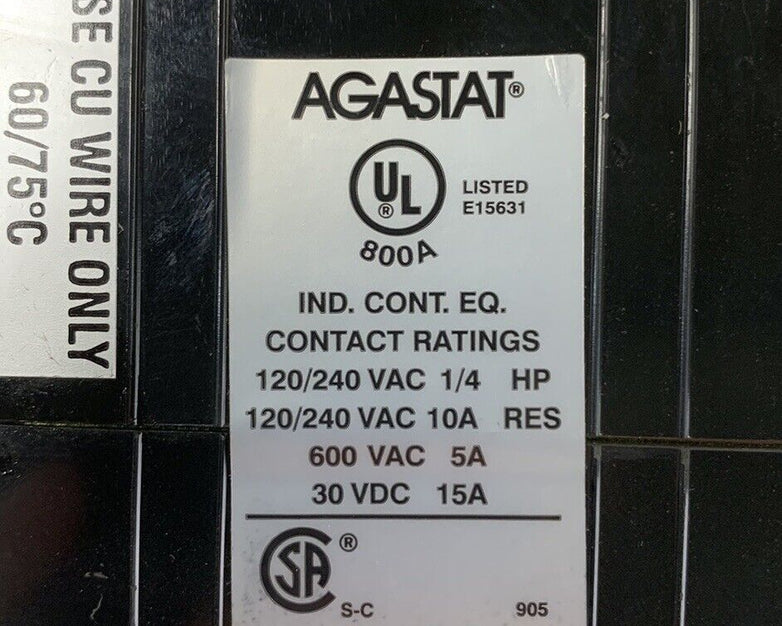 SE CU WIRE ONLY
60/75°C
AGASTAT®
UL®
LISTED
E15631
800A
IND. CONT. EQ.
CONTACT RATINGS
120/240 VAC 1/4 HP
120/240 VAC 10A RES
600 VAC 5A
30 VDC 15A
SA®
S-C 905